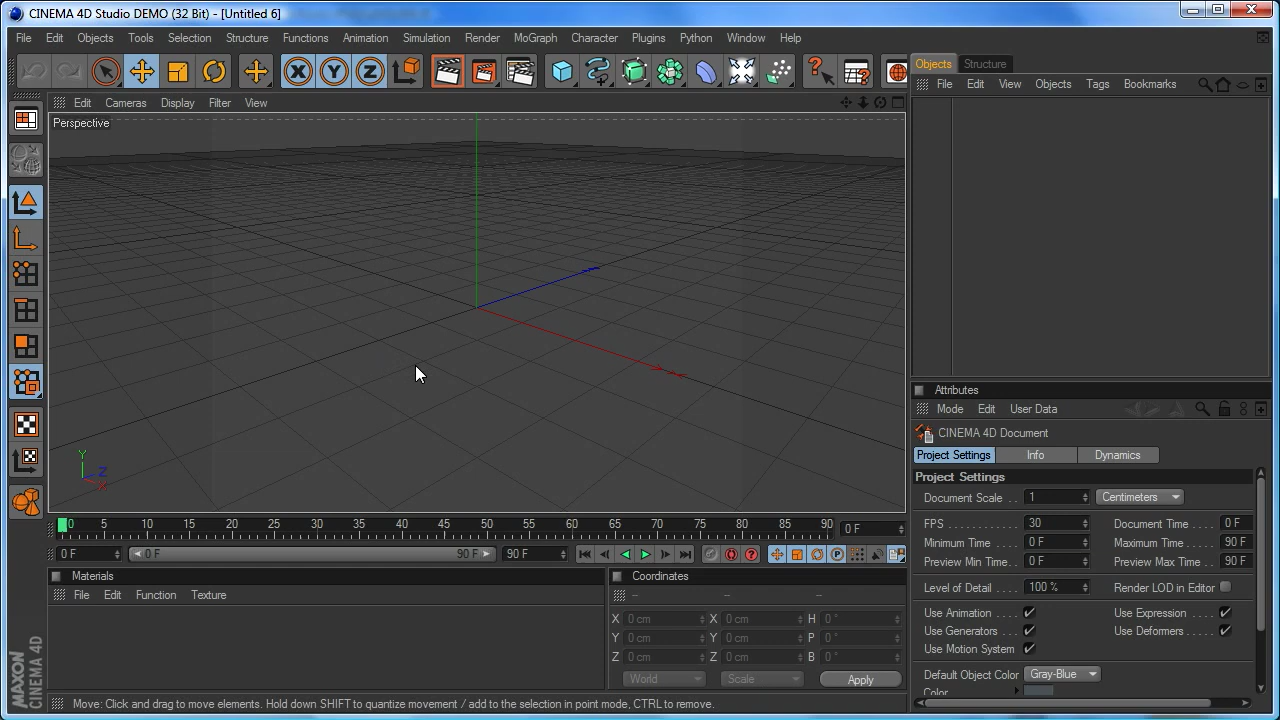 CINEMA 4D Studio DEMO (32 Bit) - [Untitled 6]
File Edit Objects Tools Selection Structure Functions Animation Simulation Render MoGraph Character Plugins Python Window Help
Objects Structure
File Edit View Objects Tags Bookmarks
Edit Cameras Display Filter View
Perspective
Y
Z
X
0 5 10 15 20 25 30 35 40 45 50 55 60 65 70 75 80 85 90 0 F
0 F 0 F 90 F 90 F
Materials
File Edit Function Texture
Coordinates
-- -- --
X 0 cm X 0 cm H 0 °
Y 0 cm Y 0 cm P 0 °
Z 0 cm Z 0 cm B 0 °
World Scale Apply
Attributes
Mode Edit User Data
CINEMA 4D Document
Project Settings Info Dynamics
Project Settings
Document Scale . . 1 Centimeters
FPS . . . . . . . . . . . . 30 Document Time . . . 0 F
Minimum Time . . . 0 F Maximum Time . . . 90 F
Preview Min Time. . 0 F Preview Max Time . 90 F
Level of Detail . . . . 100 % Render LOD in Editor
Use Animation . . . Use Expression . . .
Use Generators . . Use Deformers . . . .
Use Motion System
Default Object Color Gray-Blue
Color
MAXON
CINEMA 4D
Move: Click and drag to move elements. Hold down SHIFT to quantize movement / add to the selection in point mode, CTRL to remove.